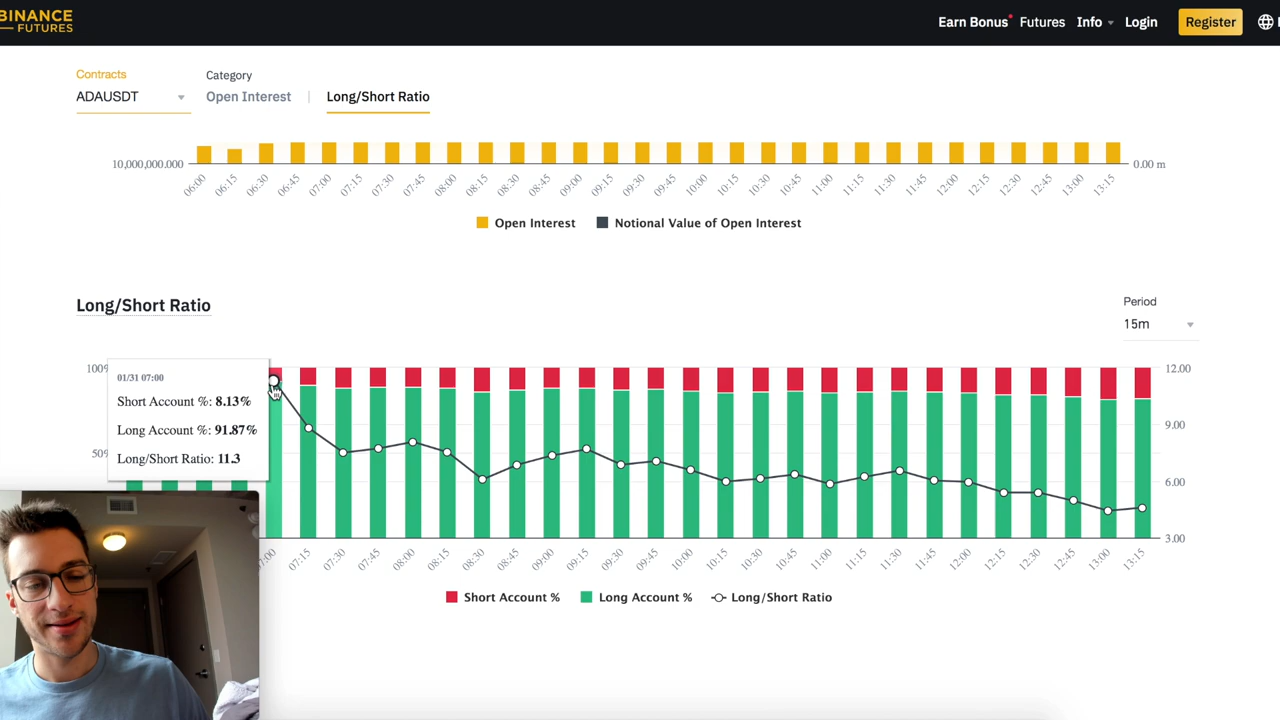 BINANCE
FUTURES
Earn Bonus Futures Info Login Register
Contracts
Category
ADAUSDT
Open Interest | Long/Short Ratio
10,000,000.000
0.00 m
06:00 06:15 06:30 06:45 07:00 07:15 07:30 07:45 08:00 08:15 08:30 08:45 09:00 09:15 09:30 09:45 10:00 10:15 10:30 10:45 11:00 11:15 11:30 11:45 12:00 12:15 12:30 12:45 13:00 13:15
Open Interest Notional Value of Open Interest
Long/Short Ratio
Period
15m
100%
12.00
01/31 07:00
Short Account %: 8.13%
Long Account %: 91.87%
Long/Short Ratio: 11.3
9.00
50%
6.00
3.00
07:00 07:15 07:30 07:45 08:00 08:15 08:30 08:45 09:00 09:15 09:30 09:45 10:00 10:15 10:30 10:45 11:00 11:15 11:30 11:45 12:00 12:15 12:30 12:45 13:00 13:15
Short Account % Long Account % Long/Short Ratio